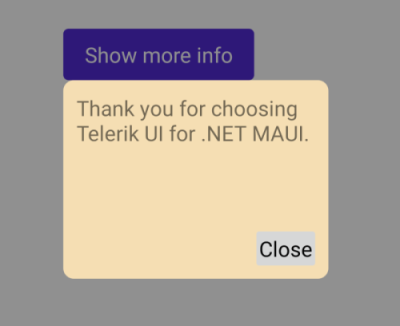 Show more info
Thank you for choosing
Telerik UI for .NET MAUI.
Close